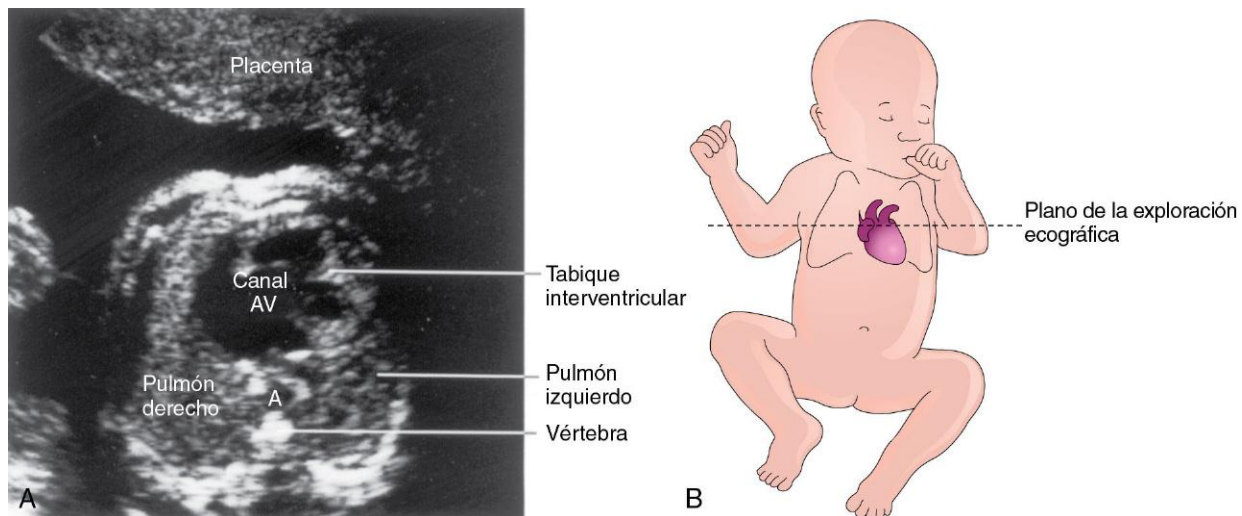 Placenta
Canal
AV
Tabique
interventricular
Pulmón
derecho
A
Pulmón
izquierdo
Vértebra
A
Plano de la exploración
ecográfica
B